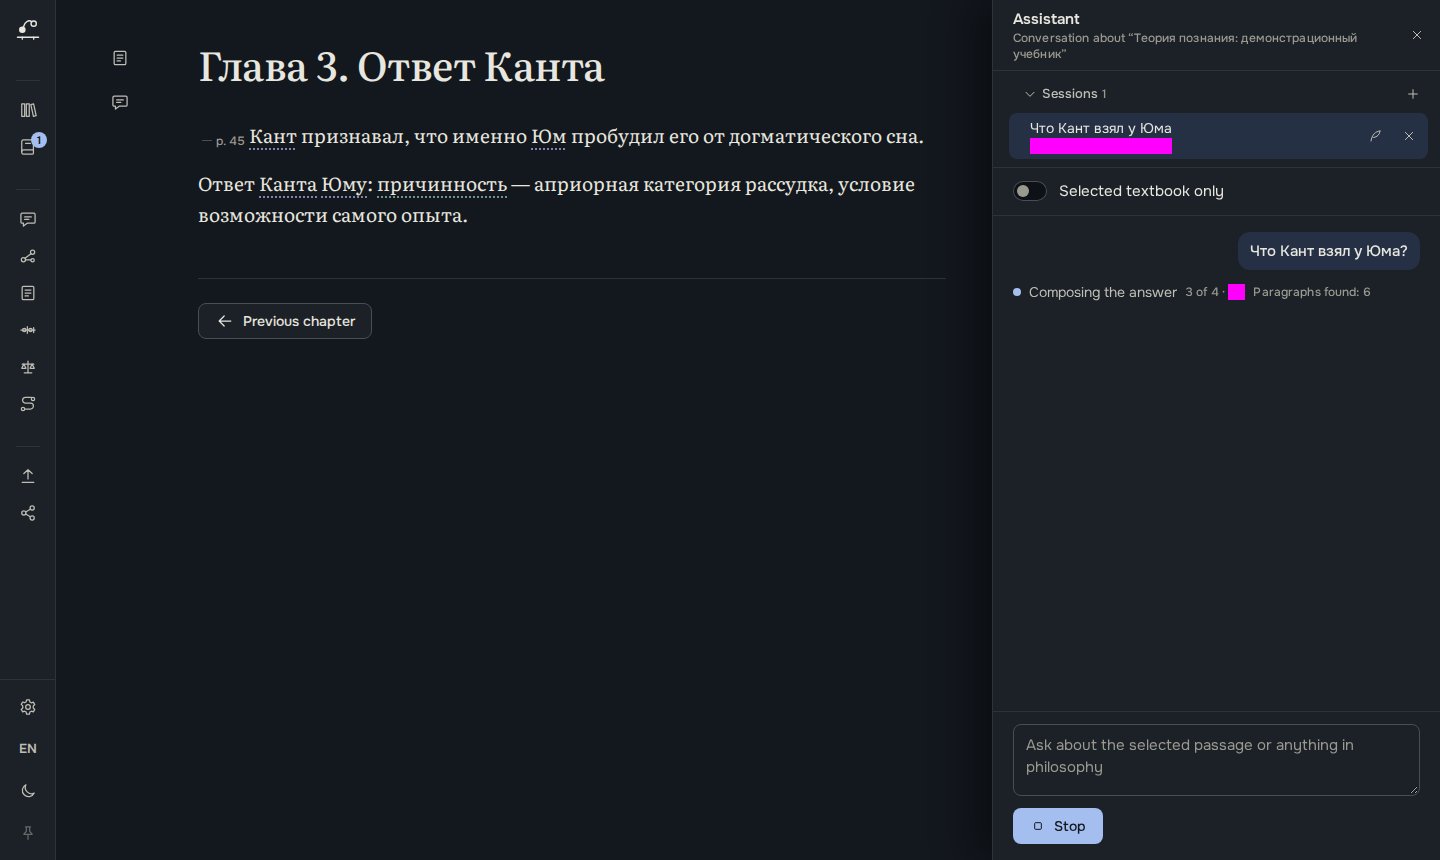 1
EN
Глава 3. Ответ Канта
— p. 45 Кант признавал, что именно Юм пробудил его от догматического сна.
Ответ Канта Юму: причинность — априорная категория рассудка, условие
возможности самого опыта.
Previous chapter
Assistant
Conversation about “Теория познания: демонстрационный
учебник”
Sessions 1
Что Кант взял у Юма
Selected textbook only
Что Кант взял у Юма?
Composing the answer 3 of 4 · Paragraphs found: 6
Ask about the selected passage or anything in
philosophy
Stop